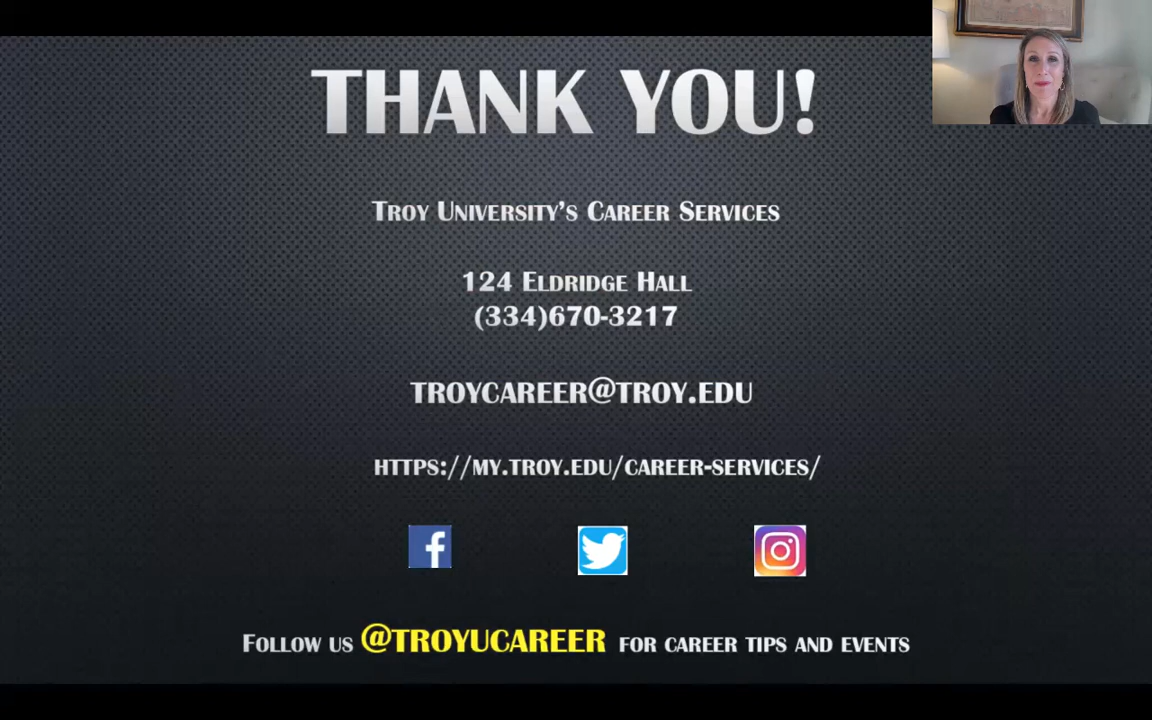 THANK YOU!
TROY UNIVERSITY'S CAREER SERVICES
124 ELDRIDGE HALL
(334)670-3217
TROYCAREER@TROY.EDU
HTTPS://MY.TROY.EDU/CAREER-SERVICES/
FOLLOW US @TROYUCAREER FOR CAREER TIPS AND EVENTS